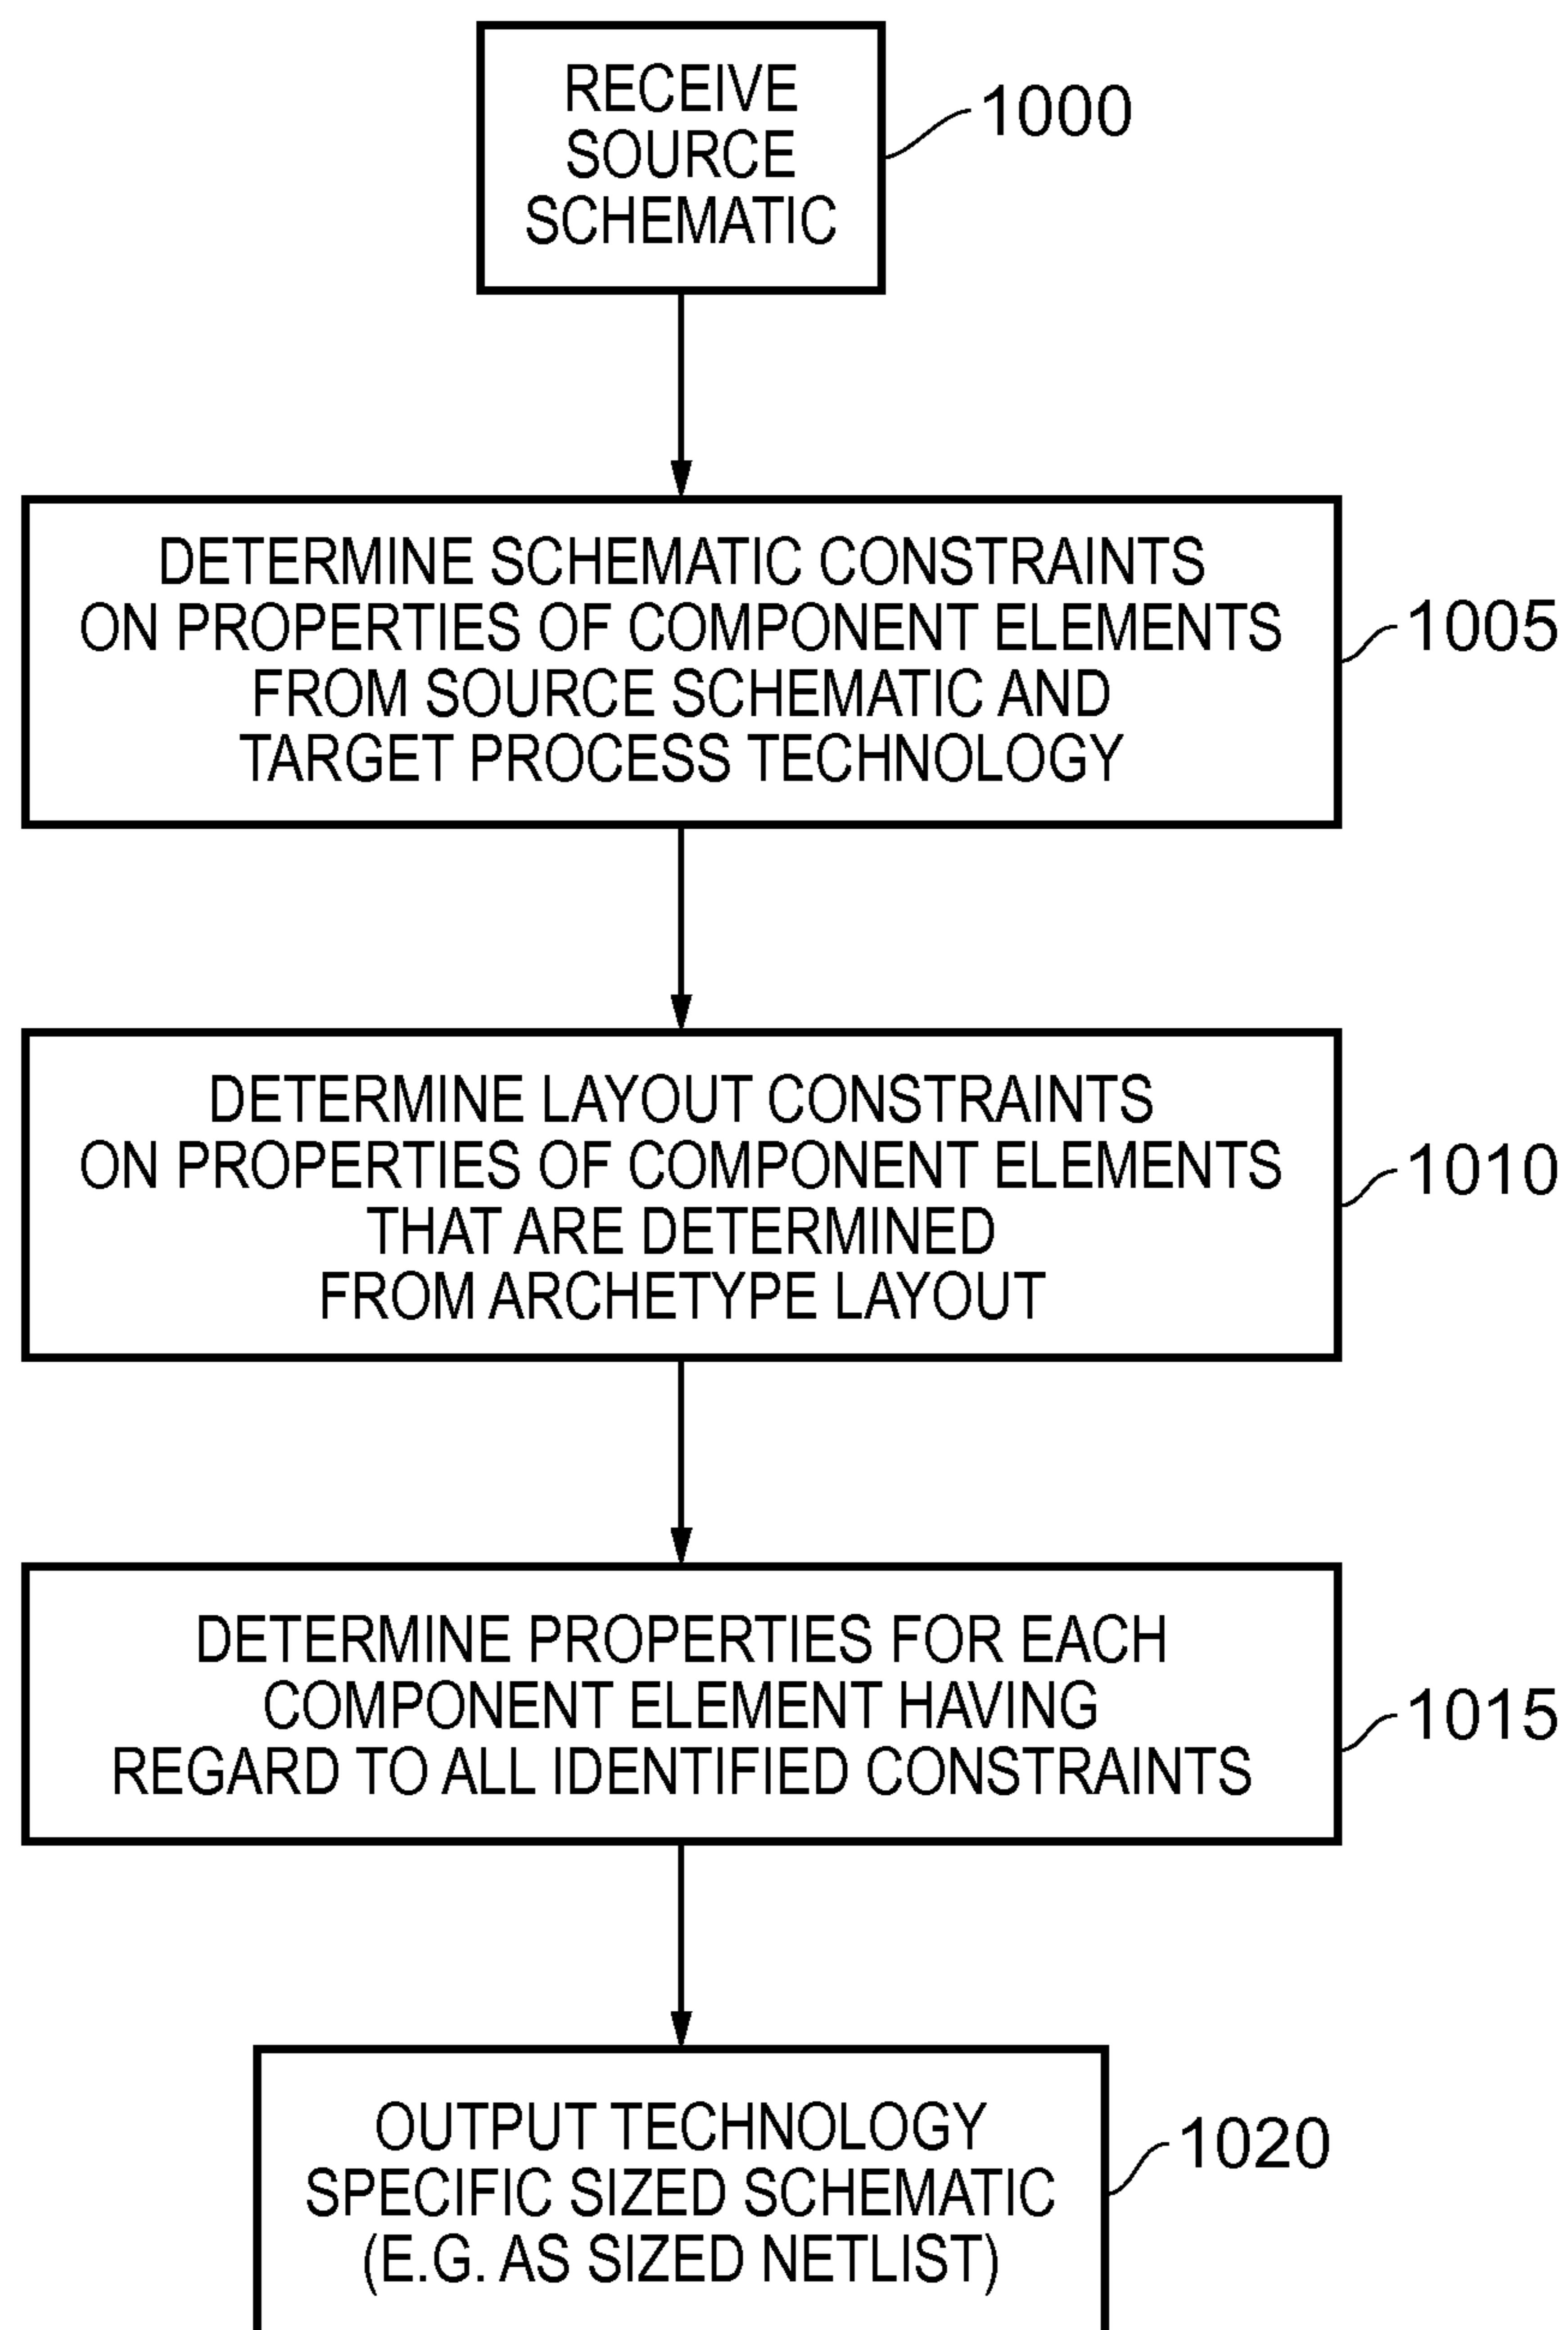 RECEIVE
SOURCE
SCHEMATIC
1000
DETERMINE SCHEMATIC CONSTRAINTS
ON PROPERTIES OF COMPONENT ELEMENTS
FROM SOURCE SCHEMATIC AND
TARGET PROCESS TECHNOLOGY
1005
DETERMINE LAYOUT CONSTRAINTS
ON PROPERTIES OF COMPONENT ELEMENTS
THAT ARE DETERMINED
FROM ARCHETYPE LAYOUT
1010
DETERMINE PROPERTIES FOR EACH
COMPONENT ELEMENT HAVING
REGARD TO ALL IDENTIFIED CONSTRAINTS
1015
OUTPUT TECHNOLOGY
SPECIFIC SIZED SCHEMATIC
(E.G. AS SIZED NETLIST)
1020